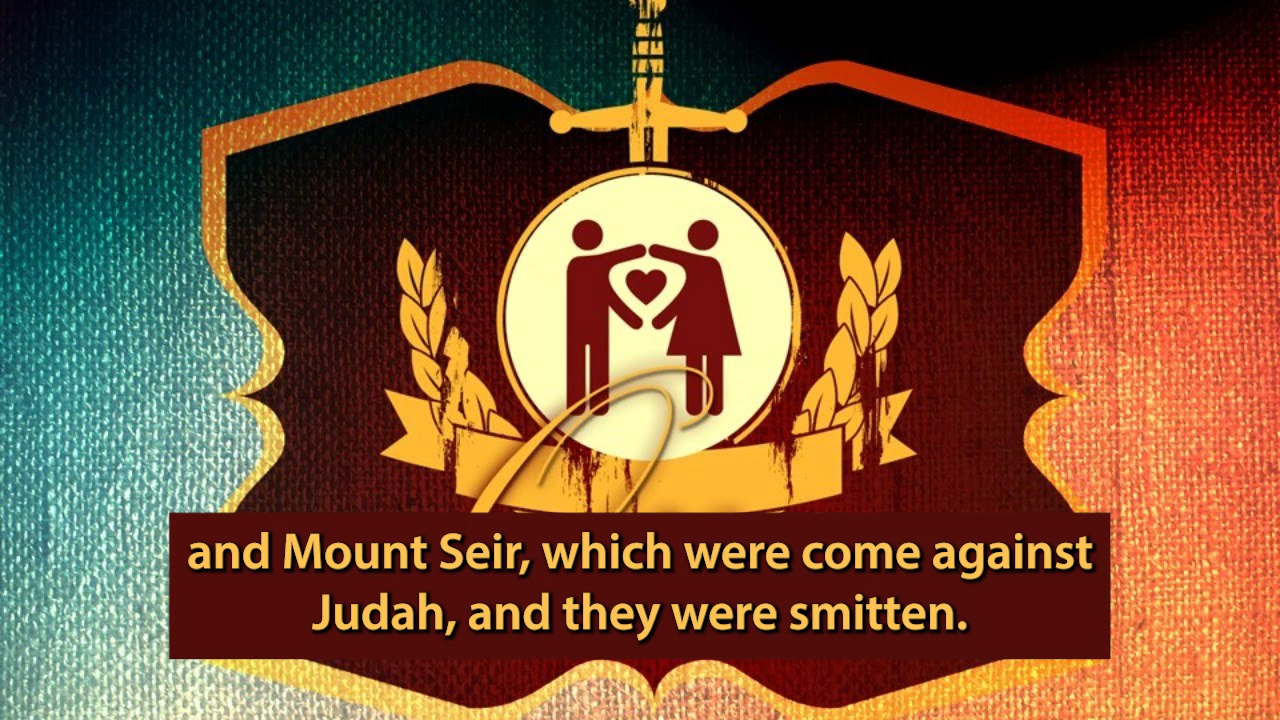 and Mount Seir, which were come against
Judah, and they were smitten.